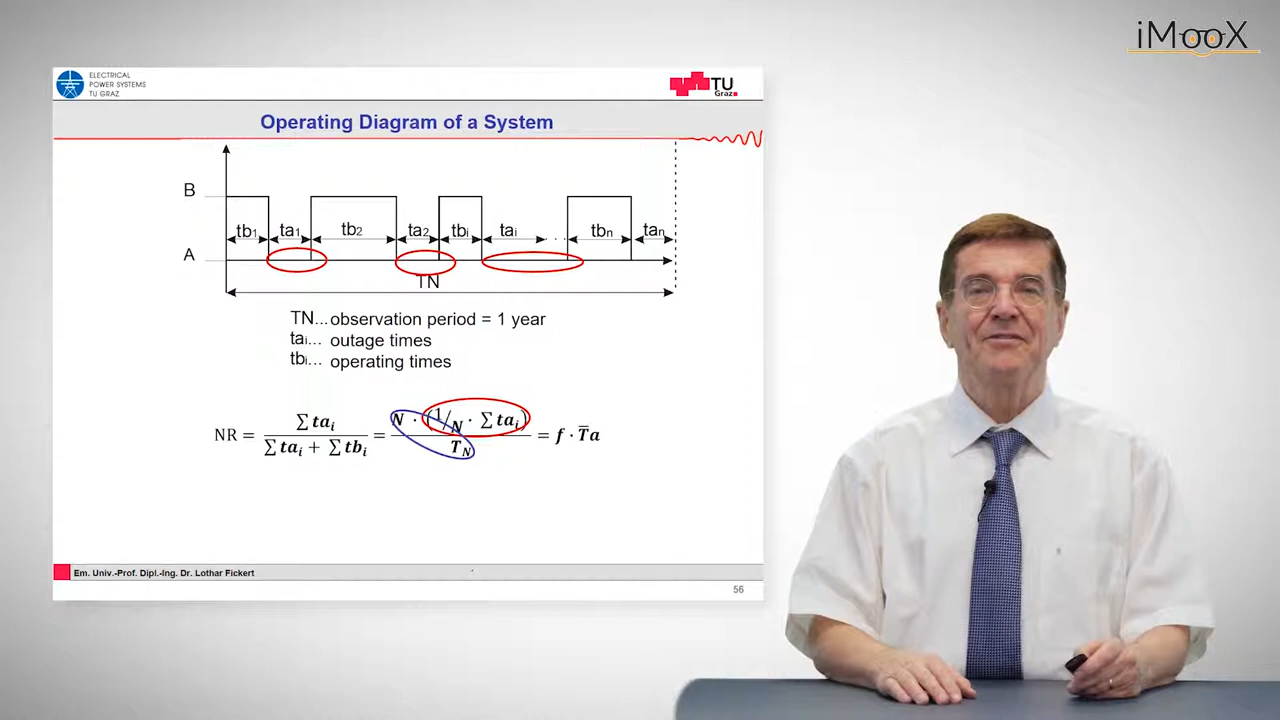 iMooX
ELECTRICAL
POWER SYSTEMS
TU GRAZ
TU
Graz
Operating Diagram of a System
B
tb1 ta1 tb2 ta2 tbi tai ... tbn tan
A
TN
TN... observation period = 1 year
tai... outage times
tbi... operating times
NR = ∑tai / (∑tai + ∑tbi) = N · (1/N · ∑tai) / TN = f · T̅a
Em. Univ.-Prof. Dipl.-Ing. Dr. Lothar Fickert
56